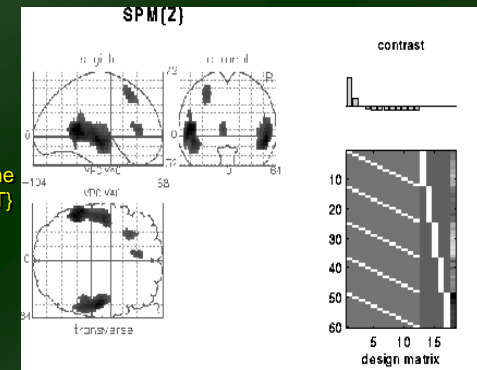 SPM{Z}
sagittal
coronal
R
72
0
-72
-104
58
0
64
VPC VAC
VPC VAC
0
transverse
contrast
10
20
30
40
50
60
5 10 15
design matrix